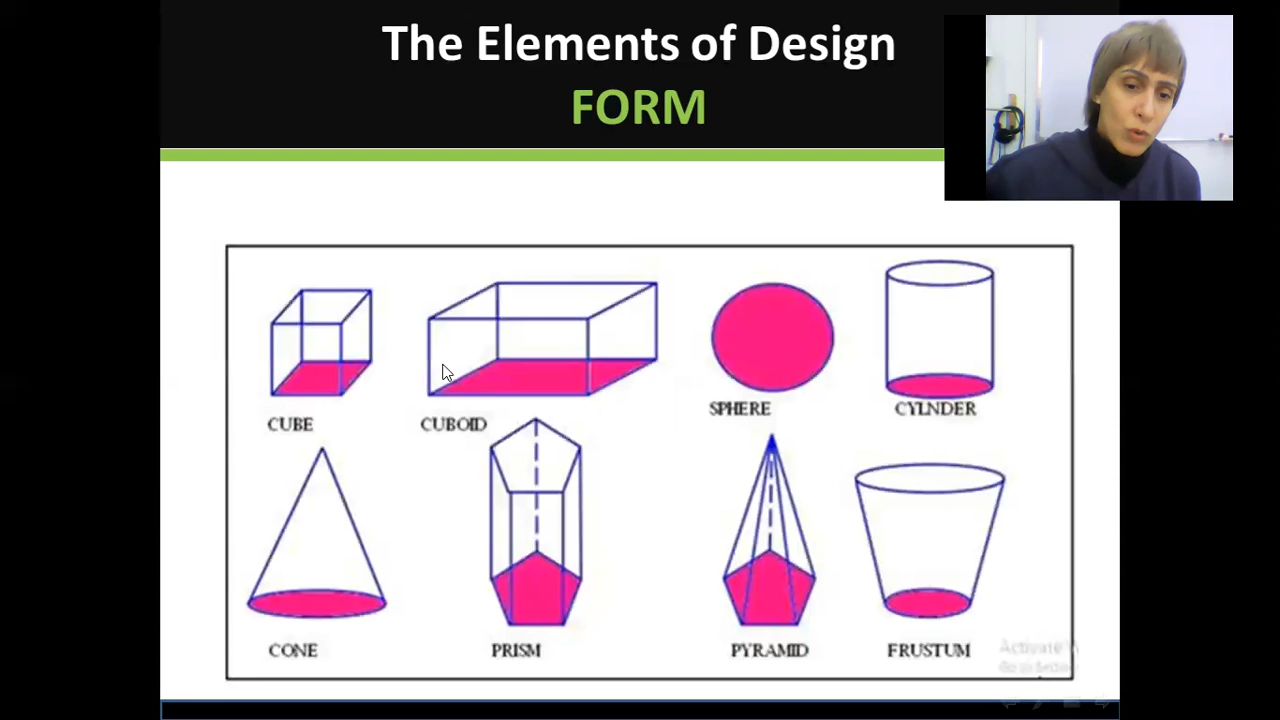 The Elements of Design
FORM
CUBE
CUBOID
SPHERE
CYLNDER
CONE
PRISM
PYRAMID
FRUSTUM
Activate